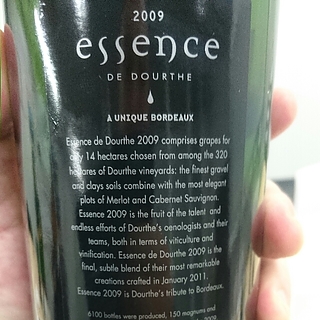 2009
essence
DE DOURTHE
A UNIQUE BORDEAUX
Essence de Dourthe 2009 comprises grapes for
only 14 hectares chosen from among the 320
hectares of Dourthe vineyards: the finest gravel
and clays soils combine with the most elegant
plots of Merlot and Cabernet Sauvignon.
Essence 2009 is the fruit of the talent and
endless efforts of Dourthe's oenologists and their
teams, both in terms of viticulture and
vinification. Essence de Dourthe 2009 is the
final, subtle blend of their most remarkable
creations crafted in January 2011.
Essence 2009 is Dourthe's tribute to Bordeaux.
6100 bottles were produced, 150 magnums and
2009